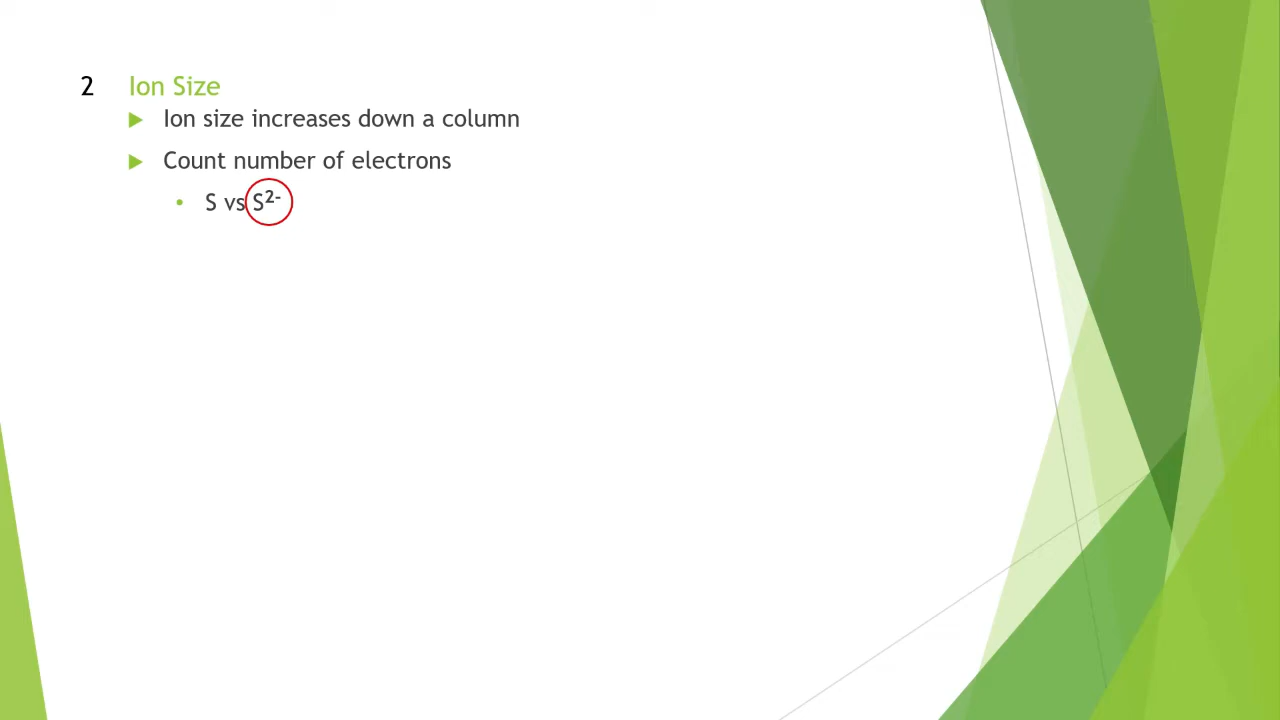 2 Ion Size
Ion size increases down a column
Count number of electrons
• S vs S²⁻